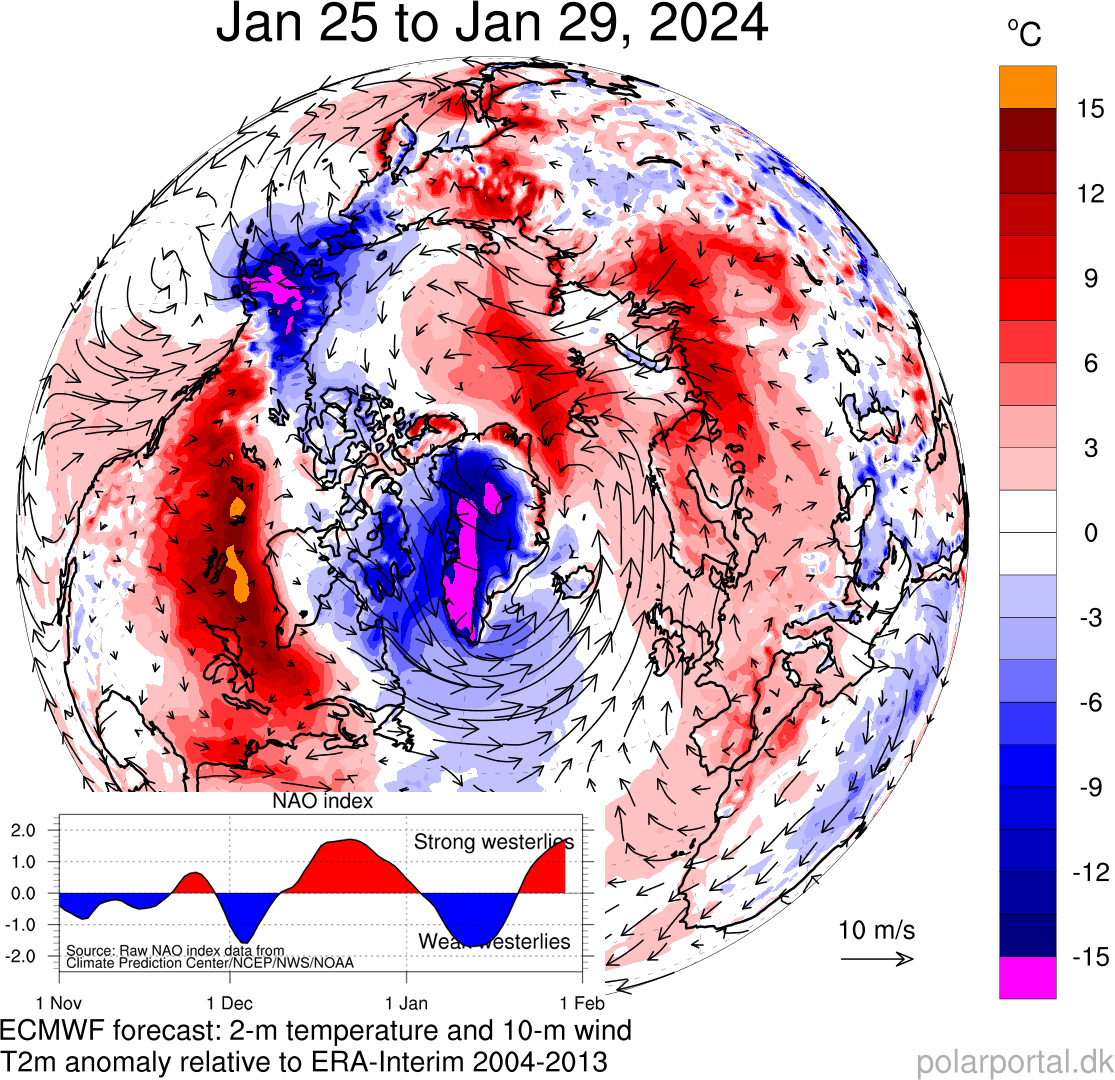 Jan 25 to Jan 29, 2024
°C
15
12
9
6
3
0
-3
-6
-9
-12
-15
10 m/s
NAO index
2.0
1.0
0.0
-1.0
-2.0
Strong westerlies
Weak westerlies
Source: Raw NAO index data from
Climate Prediction Center/NCEP/NWS/NOAA
1 Nov
1 Dec
1 Jan
1 Feb
ECMWF forecast: 2-m temperature and 10-m wind
T2m anomaly relative to ERA-Interim 2004-2013
polarportal.dk